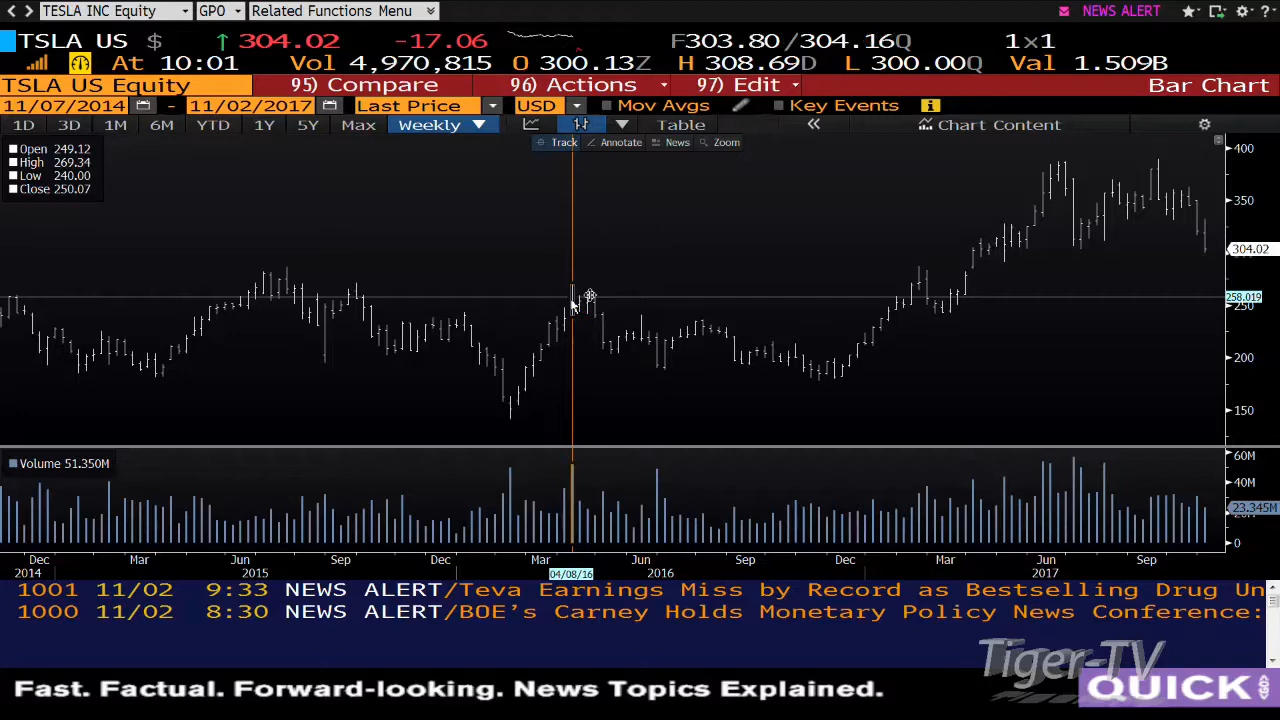 TESLA INC Equity GPO Related Functions Menu NEWS ALERT
TSLA US $ ↑ 304.02 -17.06 F303.80 /304.16Q 1×1
At 10:01 Vol 4,970,815 O 300.13Z H 308.69D L 300.00Q Val 1.509B
TSLA US Equity 95) Compare 96) Actions 97) Edit Bar Chart
11/07/2014 - 11/02/2017 Last Price USD Mov Avgs Key Events
1D 3D 1M 6M YTD 1Y 5Y Max Weekly ▼ Table « Chart Content
Track Annotate News Zoom
Open 249.12
High 269.34
Low 240.00
Close 250.07
400
350
304.02
258.019
250
200
150
Volume 51.350M
60M
40M
23.345M
0
Dec Mar Jun Sep Dec Mar Jun Sep Dec Mar Jun Sep
2014 2015 04/08/16 2016 2017
1001 11/02 9:33 NEWS ALERT/Teva Earnings Miss by Record as Bestselling Drug Un
1000 11/02 8:30 NEWS ALERT/BOE's Carney Holds Monetary Policy News Conference:
Tiger-TV
Fast. Factual. Forward-looking. News Topics Explained. QUICK